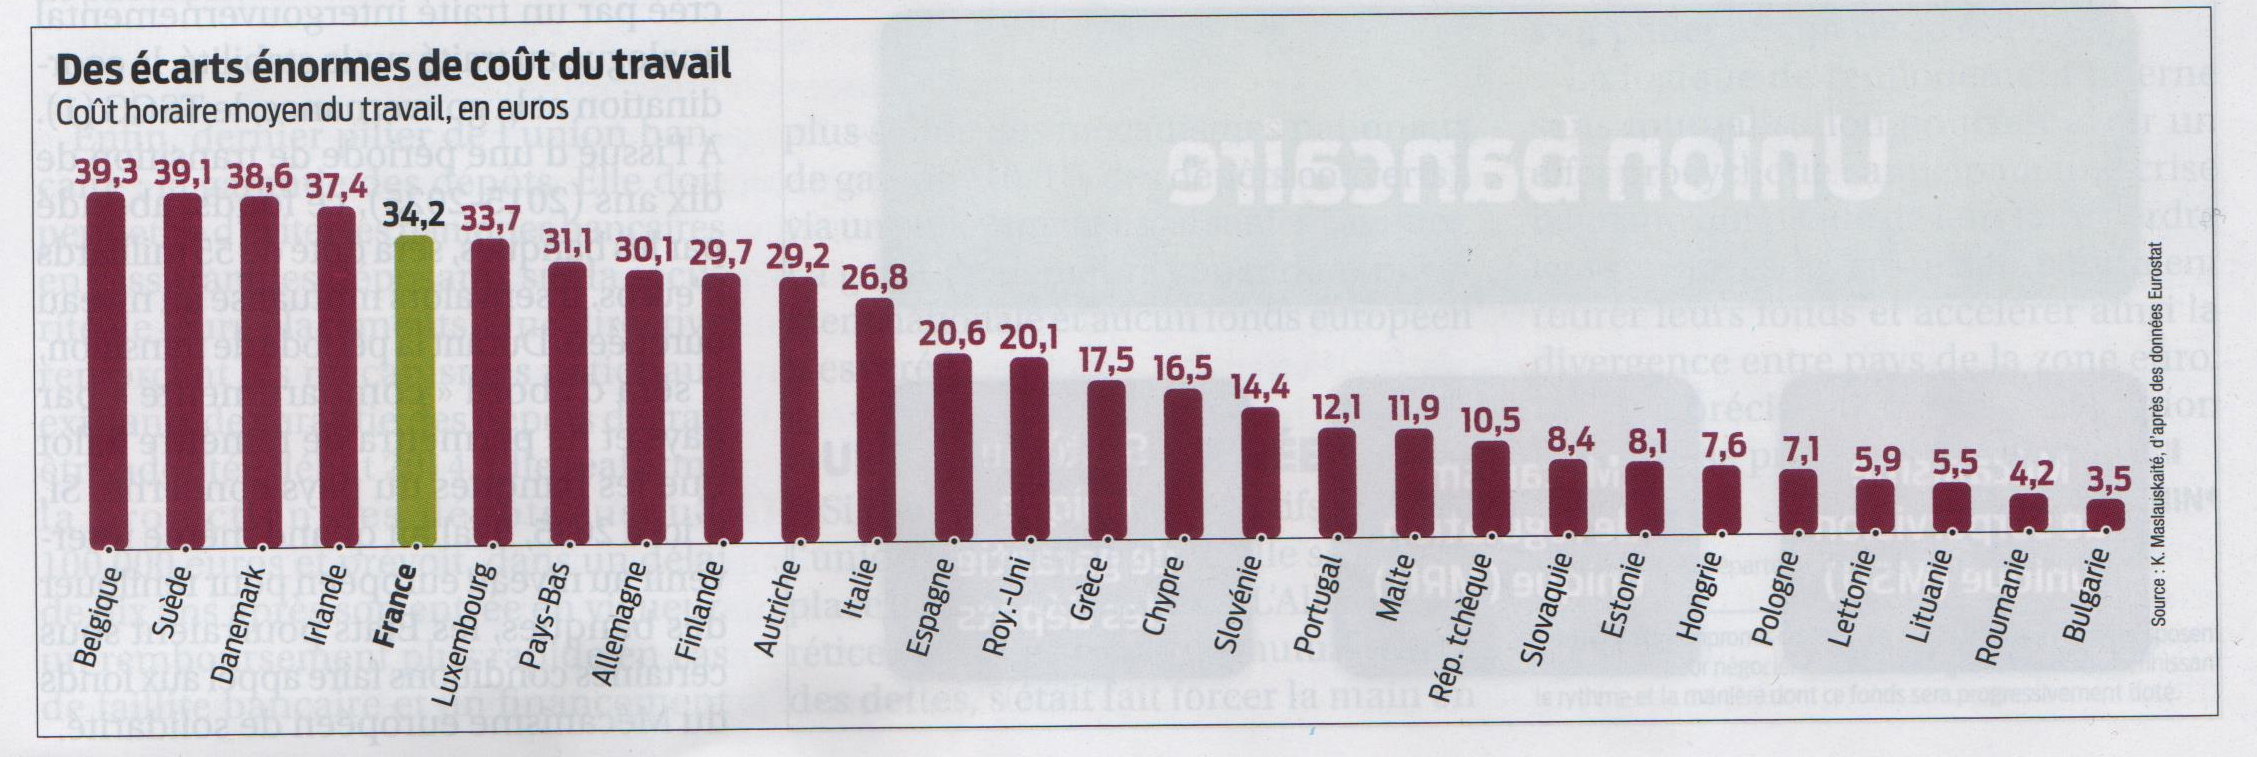 Des écarts énormes de coût du travail
Coût horaire moyen du travail, en euros
39,3 39,1 38,6 37,4 34,2 33,7 31,1 30,1 29,7 29,2 26,8 20,6 20,1 17,5 16,5 14,4 12,1 11,9 10,5 8,4 8,1 7,6 7,1 5,9 5,5 4,2 3,5
Belgique Suède Danemark Irlande France Luxembourg Pays-Bas Allemagne Finlande Autriche Italie Espagne Roy.-Uni Grèce Chypre Slovénie Portugal Malte Rép. tchèque Slovaquie Estonie Hongrie Pologne Lettonie Lituanie Roumanie Bulgarie
Source : K. Maslauskaité, d'après des données Eurostat